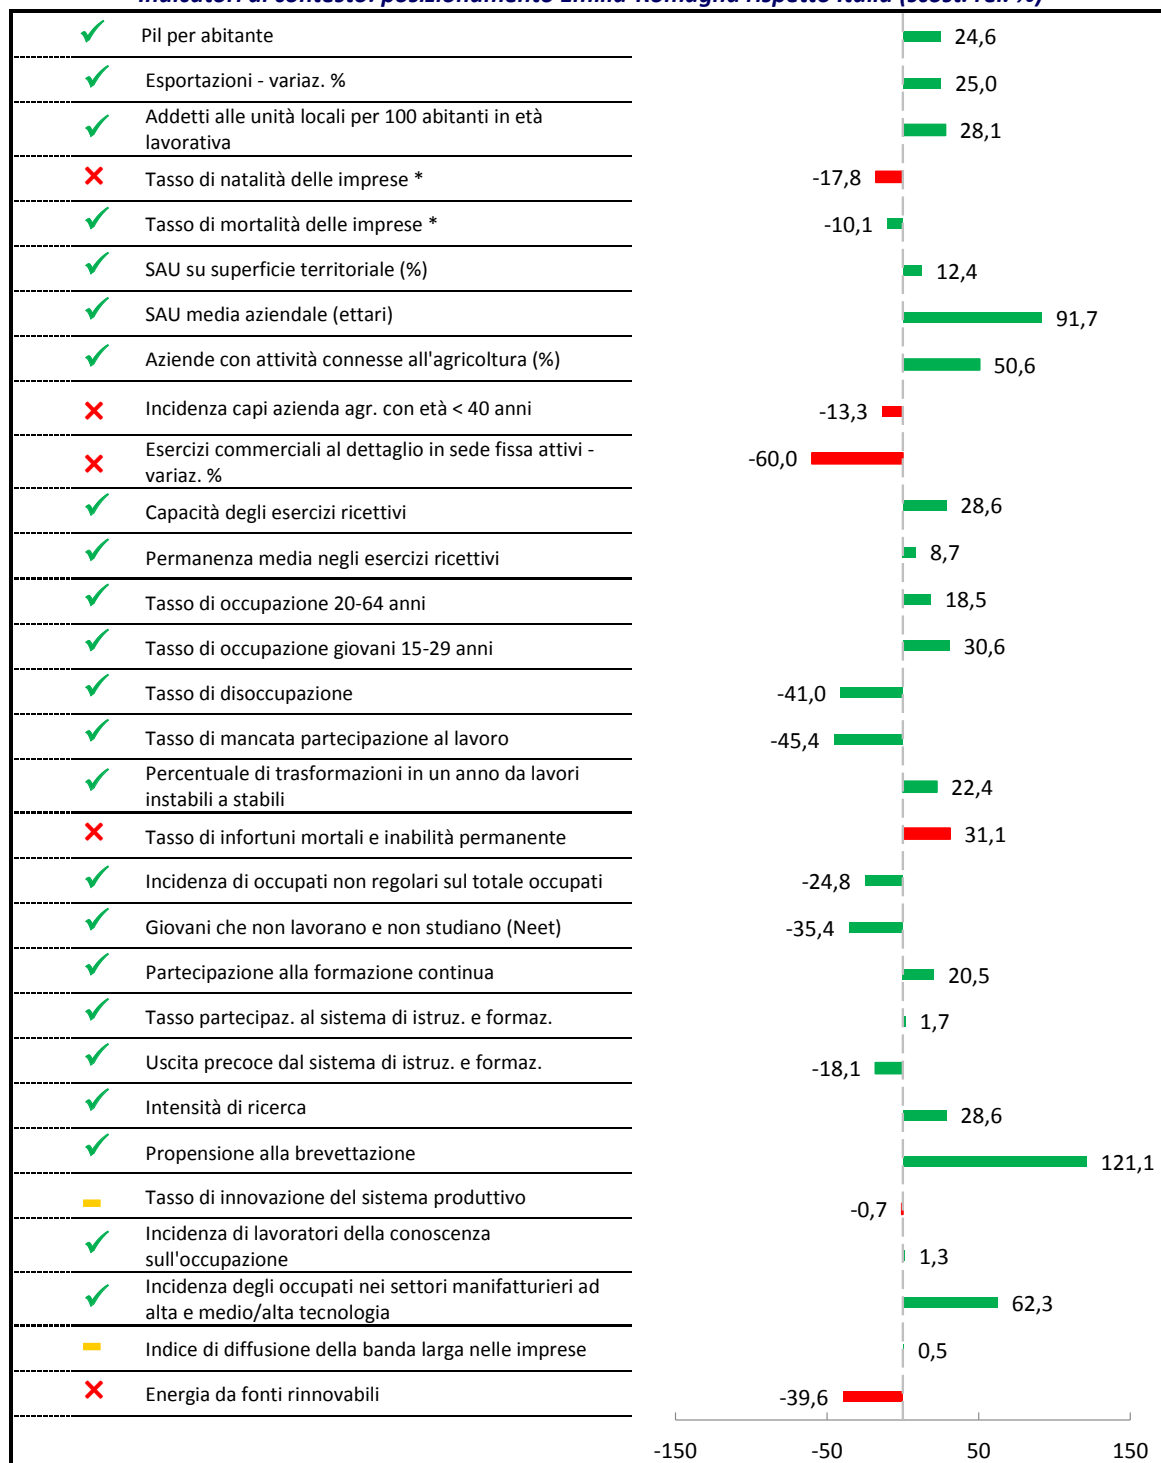 Indicatori di contesto: posizionamento Emilia-Romagna rispetto Italia (scost. rel. %)
Pil per abitante 24,6
Esportazioni - variaz. % 25,0
Addetti alle unità locali per 100 abitanti in età
lavorativa 28,1
Tasso di natalità delle imprese * -17,8
Tasso di mortalità delle imprese * -10,1
SAU su superficie territoriale (%) 12,4
SAU media aziendale (ettari) 91,7
Aziende con attività connesse all'agricoltura (%) 50,6
Incidenza capi azienda agr. con età < 40 anni -13,3
Esercizi commerciali al dettaglio in sede fissa attivi -
variaz. % -60,0
Capacità degli esercizi ricettivi 28,6
Permanenza media negli esercizi ricettivi 8,7
Tasso di occupazione 20-64 anni 18,5
Tasso di occupazione giovani 15-29 anni 30,6
Tasso di disoccupazione -41,0
Tasso di mancata partecipazione al lavoro -45,4
Percentuale di trasformazioni in un anno da lavori
instabili a stabili 22,4
Tasso di infortuni mortali e inabilità permanente 31,1
Incidenza di occupati non regolari sul totale occupati -24,8
Giovani che non lavorano e non studiano (Neet) -35,4
Partecipazione alla formazione continua 20,5
Tasso partecipaz. al sistema di istruz. e formaz. 1,7
Uscita precoce dal sistema di istruz. e formaz. -18,1
Intensità di ricerca 28,6
Propensione alla brevettazione 121,1
Tasso di innovazione del sistema produttivo -0,7
Incidenza di lavoratori della conoscenza
sull'occupazione 1,3
Incidenza degli occupati nei settori manifatturieri ad
alta e medio/alta tecnologia 62,3
Indice di diffusione della banda larga nelle imprese 0,5
Energia da fonti rinnovabili -39,6
-150 -50 50 150